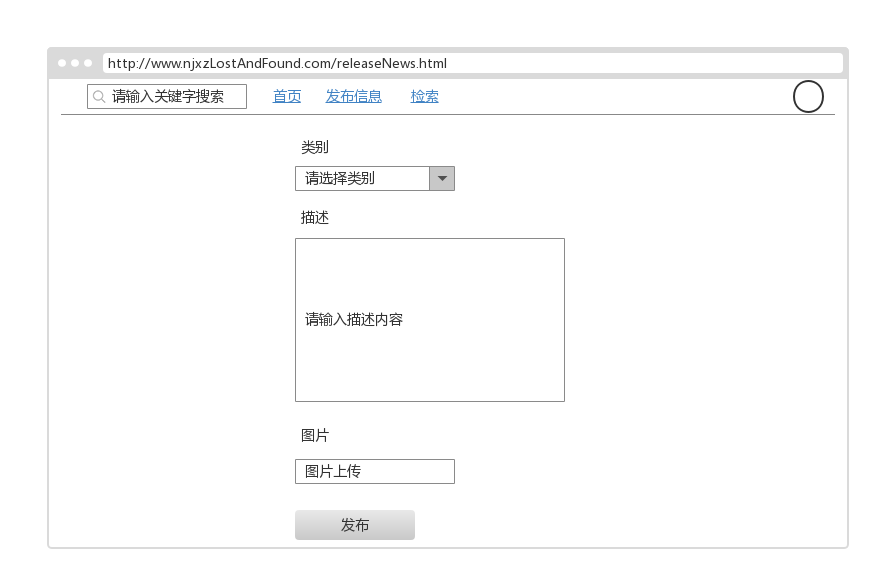 http://www.njxzLostAndFound.com/releaseNews.html
请输入关键字搜索 首页 发布信息 检索
类别
请选择类别
描述
请输入描述内容
图片
图片上传
发布